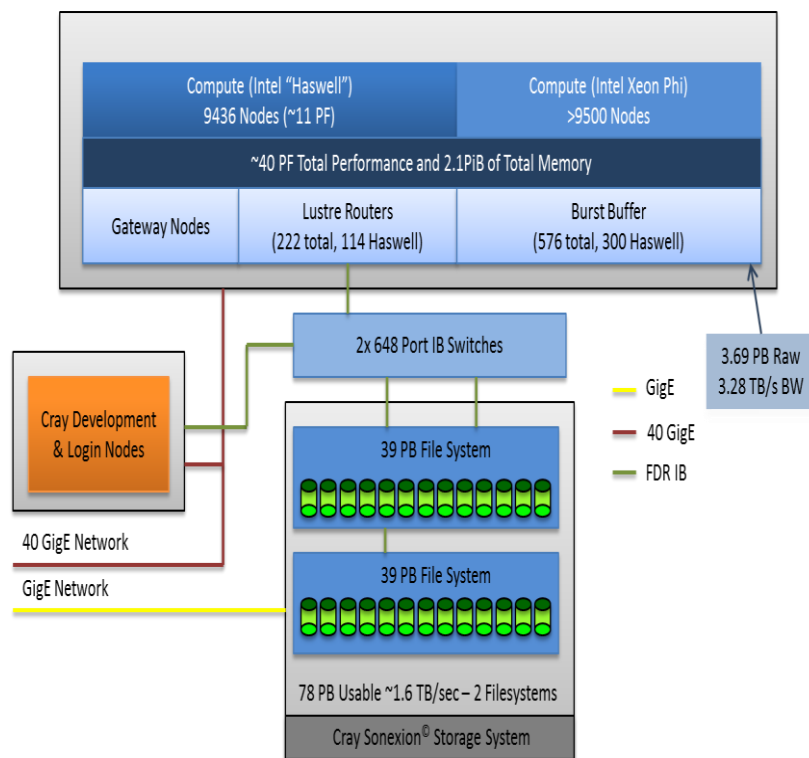 Compute (Intel “Haswell”)
9436 Nodes (~11 PF)
Compute (Intel Xeon Phi)
>9500 Nodes
~40 PF Total Performance and 2.1PiB of Total Memory
Gateway Nodes
Lustre Routers
(222 total, 114 Haswell)
Burst Buffer
(576 total, 300 Haswell)
2x 648 Port IB Switches
3.69 PB Raw
3.28 TB/s BW
Cray Development
& Login Nodes
GigE
40 GigE
FDR IB
39 PB File System
40 GigE Network
GigE Network
39 PB File System
78 PB Usable ~1.6 TB/sec – 2 Filesystems
Cray Sonexion© Storage System